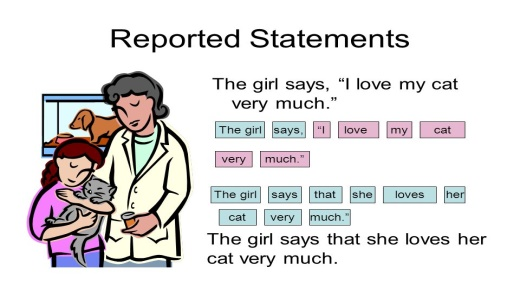 Reported Statements
The girl says, “I love my cat
very much.”
The girl says, “I love my cat
very much.”
The girl says that she loves her
cat very much.”
The girl says that she loves her
cat very much.